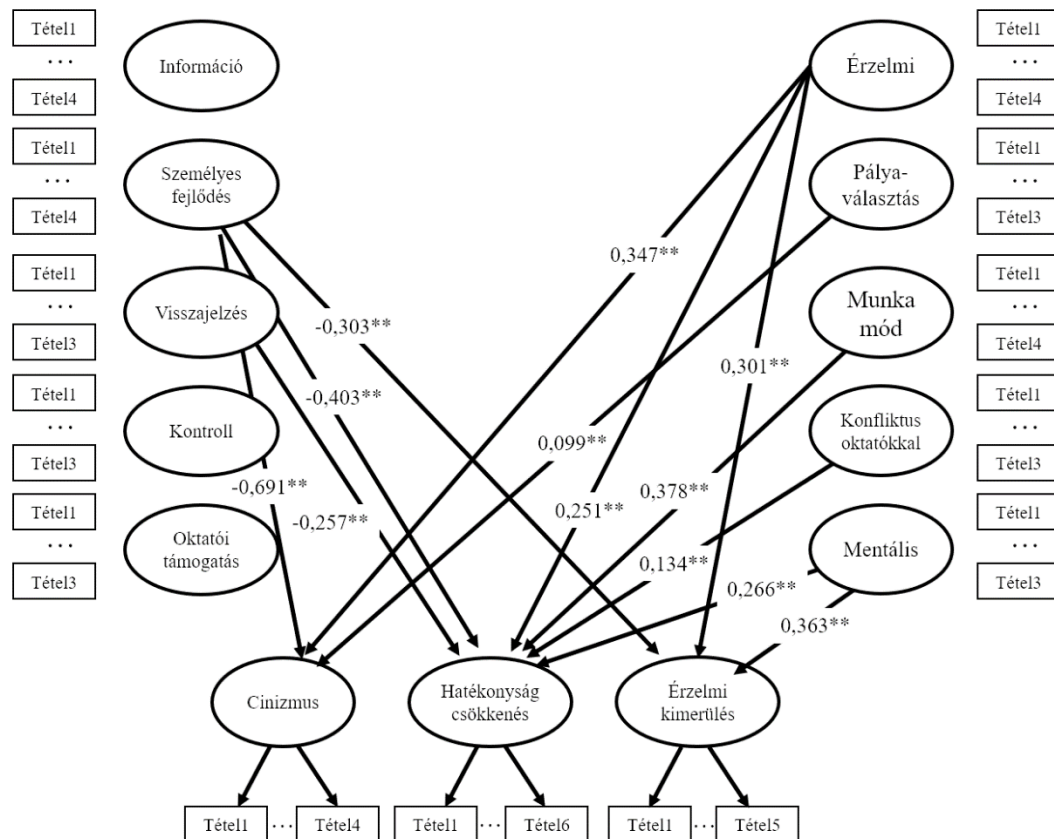 Tétel1
...
Tétel4
Tétel1
...
Tétel4
Tétel1
...
Tétel3
Tétel1
...
Tétel3
Tétel1
...
Tétel3
Információ
Személyes
fejlődés
Visszajelzés
Kontroll
Oktatói
támogatás
Érzelmi
Pálya-
választás
Munka
mód
Konfliktus
oktatókkal
Mentális
Tétel1
...
Tétel4
Tétel1
...
Tétel3
Tétel1
...
Tétel4
Tétel1
...
Tétel3
Tétel1
...
Tétel3
0,347**
-0,303**
0,301**
-0,403**
0,099**
-0,691**
0,378**
-0,257**
0,251**
0,134**
0,266**
0,363**
Cinizmus
Hatékonyság
csökkenés
Érzelmi
kimerülés
Tétel1 ... Tétel4
Tétel1 ... Tétel6
Tétel1 ... Tétel5